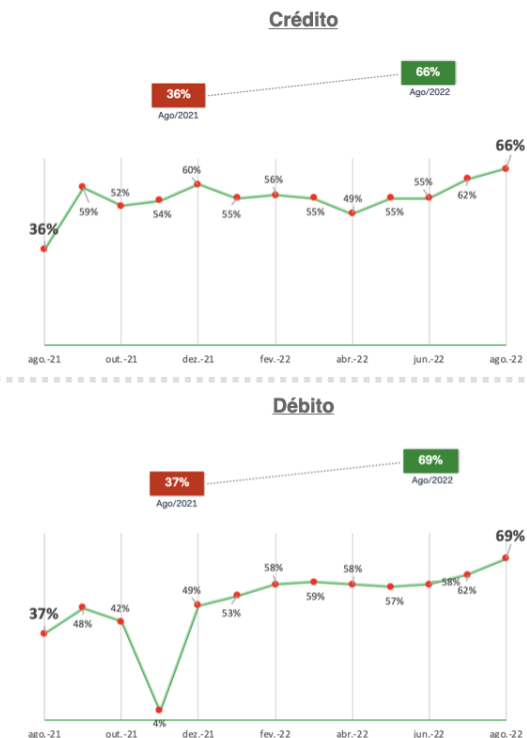 Crédito
66%
36%
Ago/2022
Ago/2021
66%
60%
52% 56% 55%
59% 54% 55% 55% 49% 55% 62%
36%
ago.-21 out.-21 dez.-21 fev.-22 abr.-22 jun.-22 ago.-22
Débito
69%
37%
Ago/2022
Ago/2021
69%
58% 58%
49% 58%
37% 42% 53% 59% 57% 62%
48%
4%
ago.-21 out.-21 dez.-21 fev.-22 abr.-22 jun.-22 ago.-22